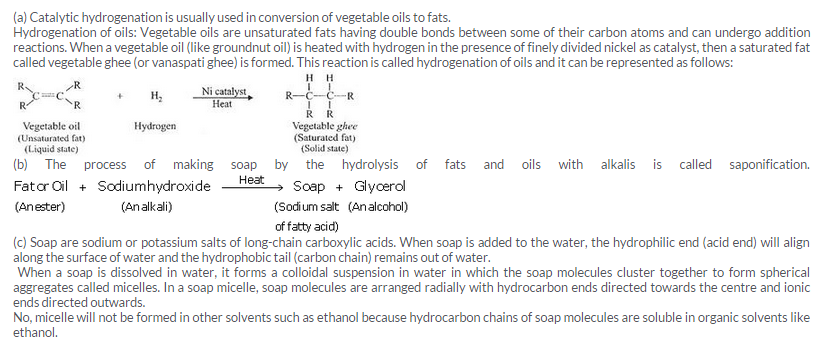 (a) Catalytic hydrogenation is usually used in conversion of vegetable oils to fats.
Hydrogenation of oils: Vegetable oils are unsaturated fats having double bonds between some of their carbon atoms and can undergo addition
reactions. When a vegetable oil (like groundnut oil) is heated with hydrogen in the presence of finely divided nickel as catalyst, then a saturated fat
called vegetable ghee (or vanaspati ghee) is formed. This reaction is called hydrogenation of oils and it can be represented as follows:
H H
R R Ni catalyst
C=C + H₂ R—C—C—R
R R Heat
R R
Vegetable oil Hydrogen Vegetable ghee
(Unsaturated fat) (Saturated fat)
(Liquid state) (Solid state)
(b) The process of making soap by the hydrolysis of fats and oils with alkalis is called saponification.
Heat
Fat or Oil + Sodium hydroxide → Soap + Glycerol
(An ester) (An alkali) (Sodium salt (An alcohol)
of fatty acid)
(c) Soap are sodium or potassium salts of long-chain carboxylic acids. When soap is added to the water, the hydrophilic end (acid end) will align
along the surface of water and the hydrophobic tail (carbon chain) remains out of water.
When a soap is dissolved in water, it forms a colloidal suspension in water in which the soap molecules cluster together to form spherical
aggregates called micelles. In a soap micelle, soap molecules are arranged radially with hydrocarbon ends directed towards the centre and ionic
ends directed outwards.
No, micelle will not be formed in other solvents such as ethanol because hydrocarbon chains of soap molecules are soluble in organic solvents like
ethanol.